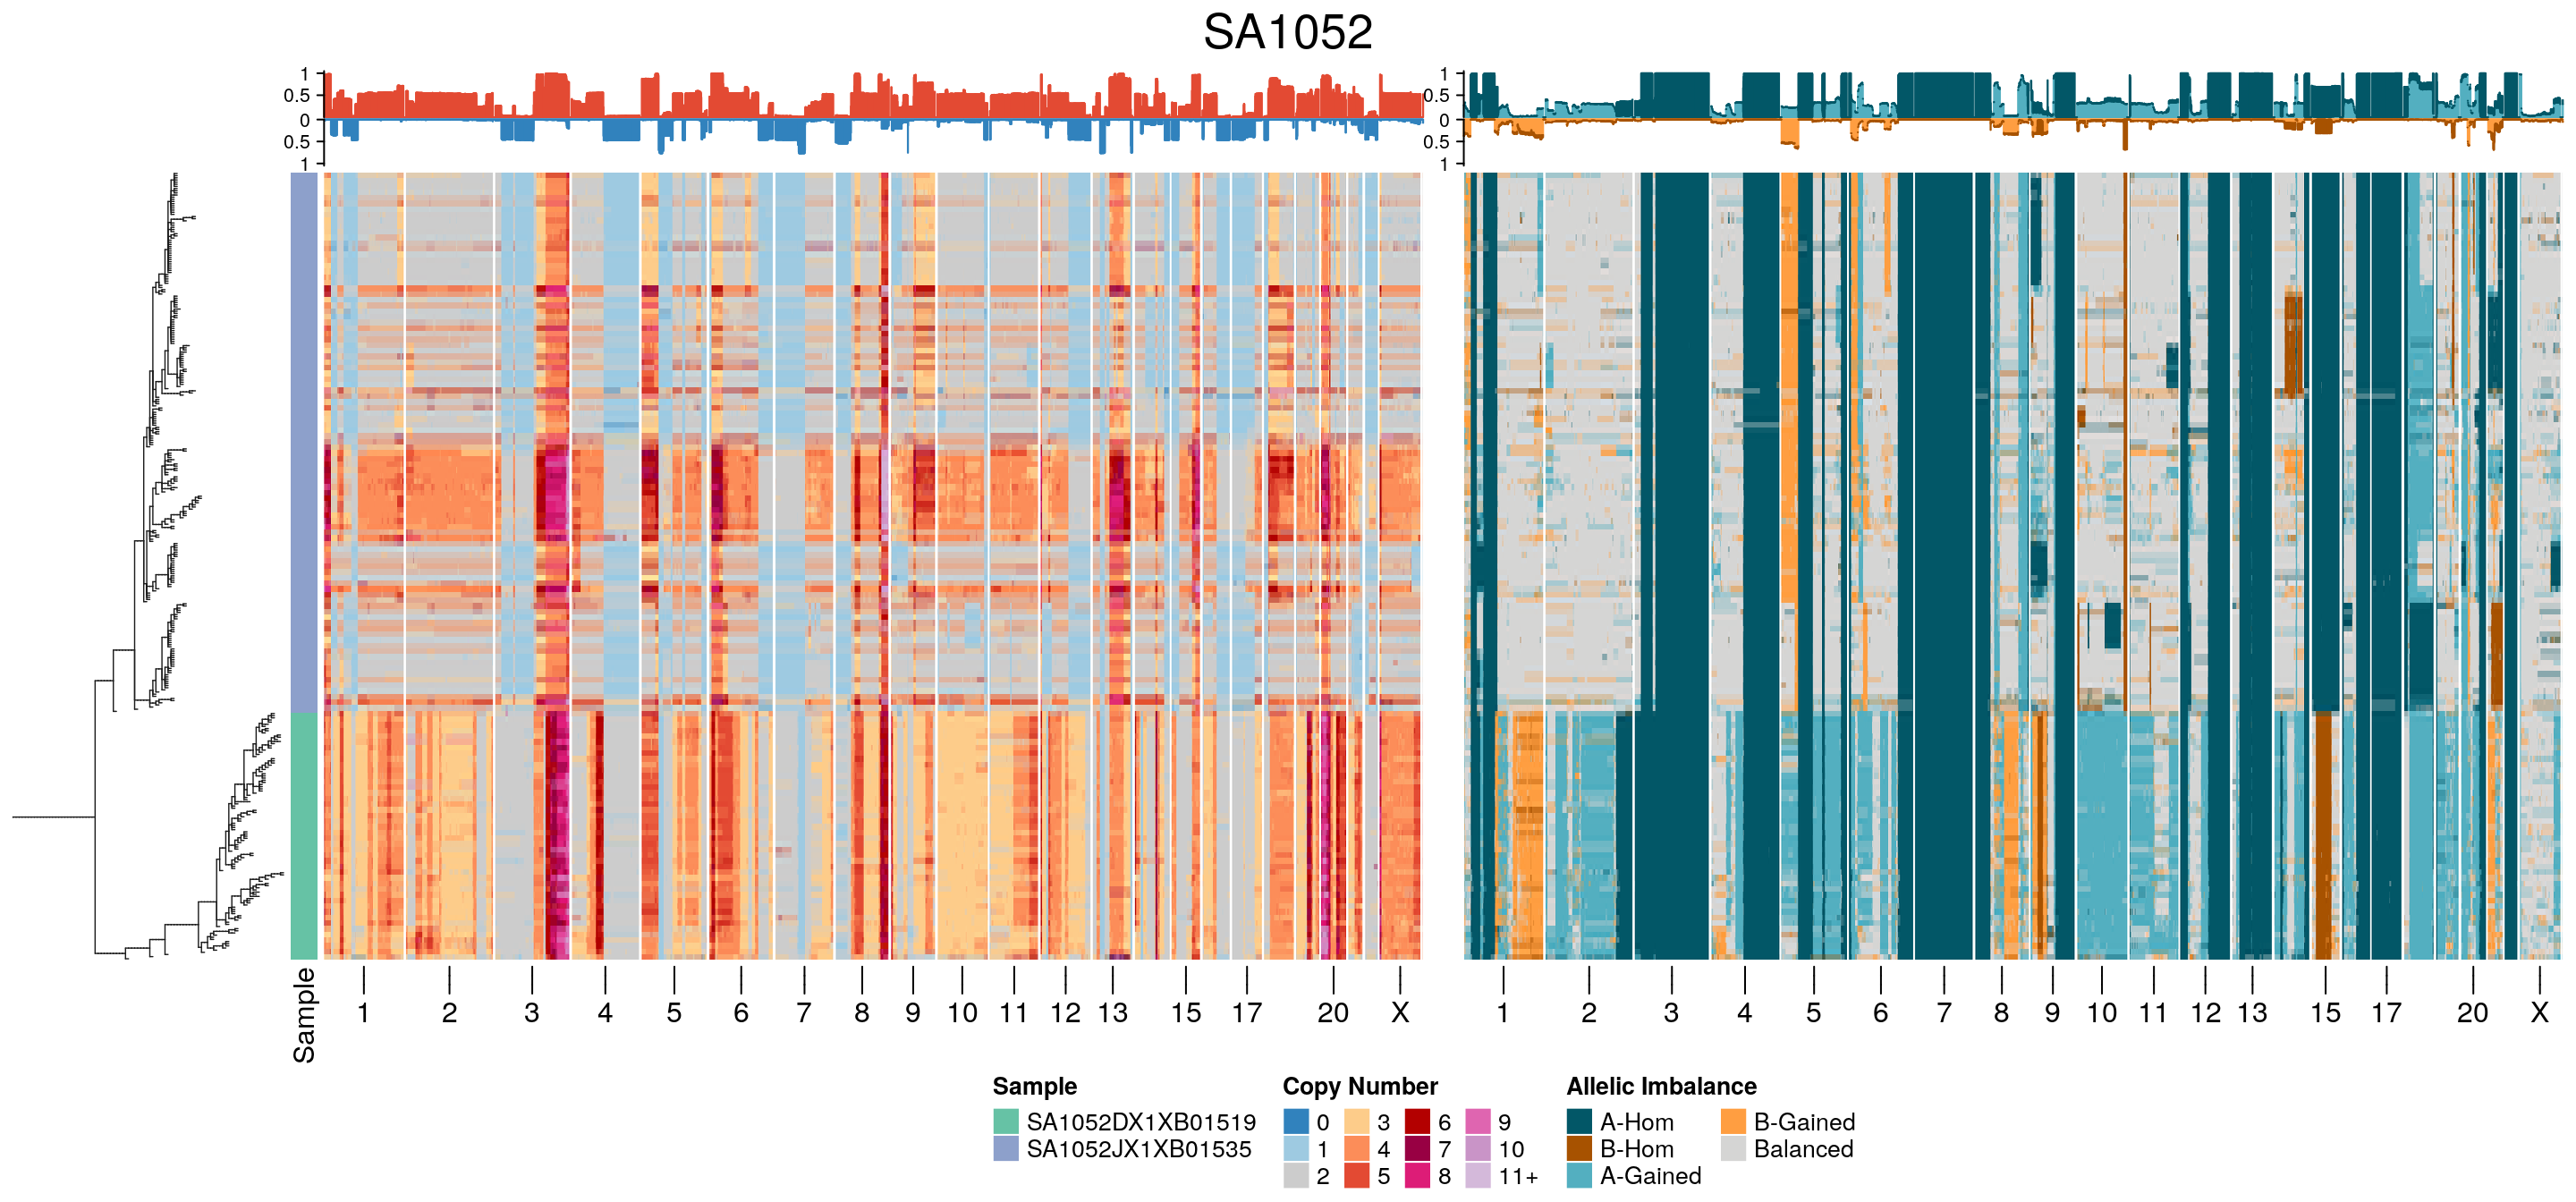 SA1052
1
0.5
0
0.5
1
1
0.5
0
0.5
1
Sample
1 2 3 4 5 6 7 8 9 10 11 12 13 15 17 20 X
1 2 3 4 5 6 7 8 9 10 11 12 13 15 17 20 X
Sample
SA1052DX1XB01519
SA1052JX1XB01535
Copy Number
0 3 6 9
1 4 7 10
2 5 8 11+
Allelic Imbalance
A-Hom B-Gained
B-Hom Balanced
A-Gained